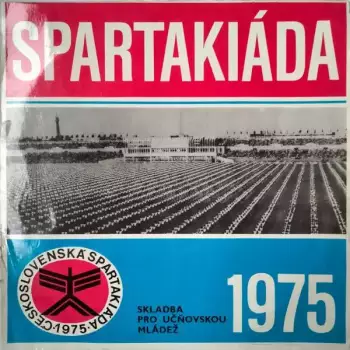 SPARTAKIÁDA
ČESKOSLOVENSKÁ SPARTAKIÁDA
·1975·
SKLADBA
PRO UČŇOVSKOU
MLÁDEŽ
1975